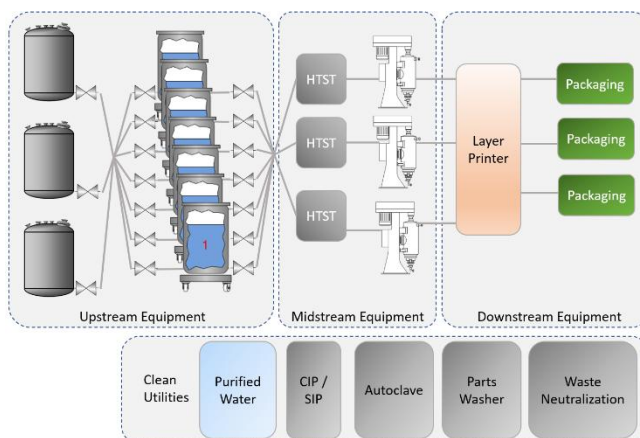 HTST
HTST
HTST
1
Layer
Printer
Packaging
Packaging
Packaging
Upstream Equipment
Midstream Equipment
Downstream Equipment
Clean
Utilities
Purified
Water
CIP /
SIP
Autoclave
Parts
Washer
Waste
Neutralization